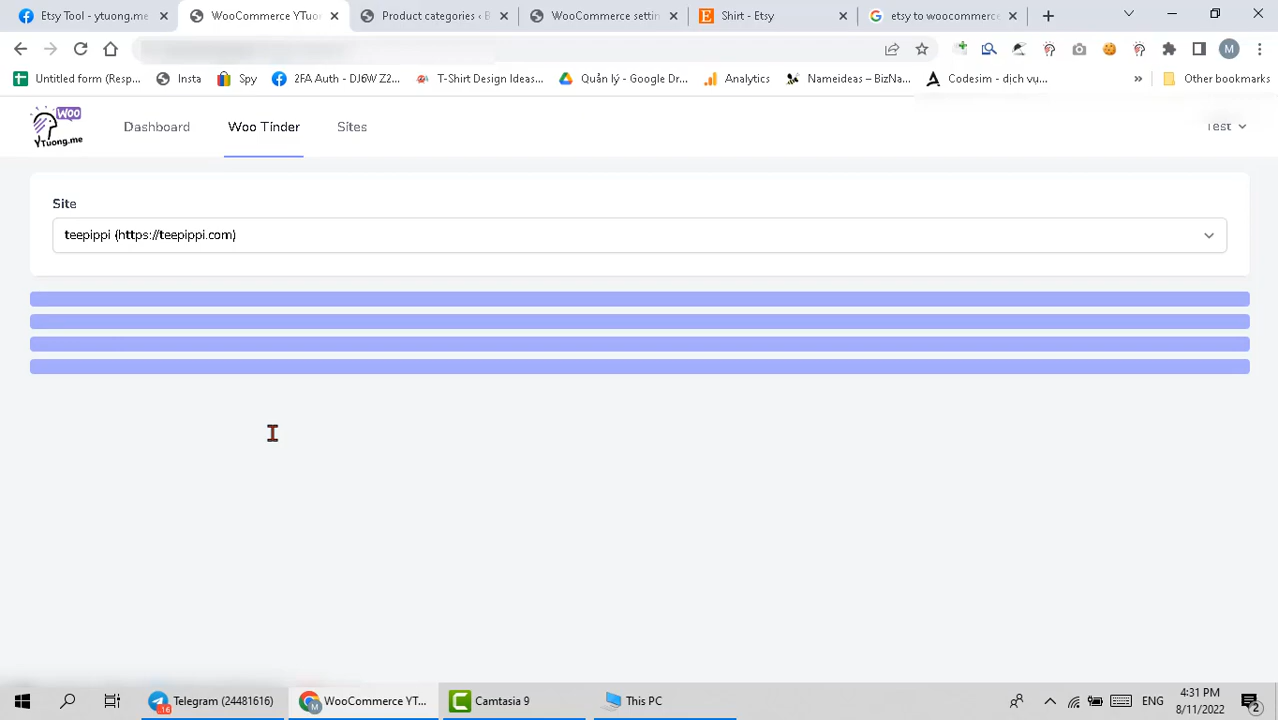 Etsy Tool - ytuong.me
WooCommerce YTuo
Product categories ‹ B
WooCommerce settin
Shirt - Etsy
etsy to woocommerce
M
Untitled form (Resp...
Insta
Spy
2FA Auth - DJ6W Z2...
T-Shirt Design Ideas...
Quản lý - Google Dr...
Analytics
Nameideas – BizNa...
Codesim - dịch vụ...
»
Other bookmarks
WOO
YTuong.me
Dashboard
Woo Tinder
Sites
Test
Site
teepippi (https://teepippi.com)
Telegram (24481616)
16
WooCommerce YT...
Camtasia 9
This PC
ENG
4:31 PM
8/11/2022
2